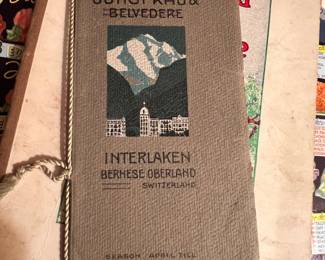 BELVEDERE
INTERLAKEN
BERNESE OBERLAND
SWITZERLAND
SEASON APRIL TILL